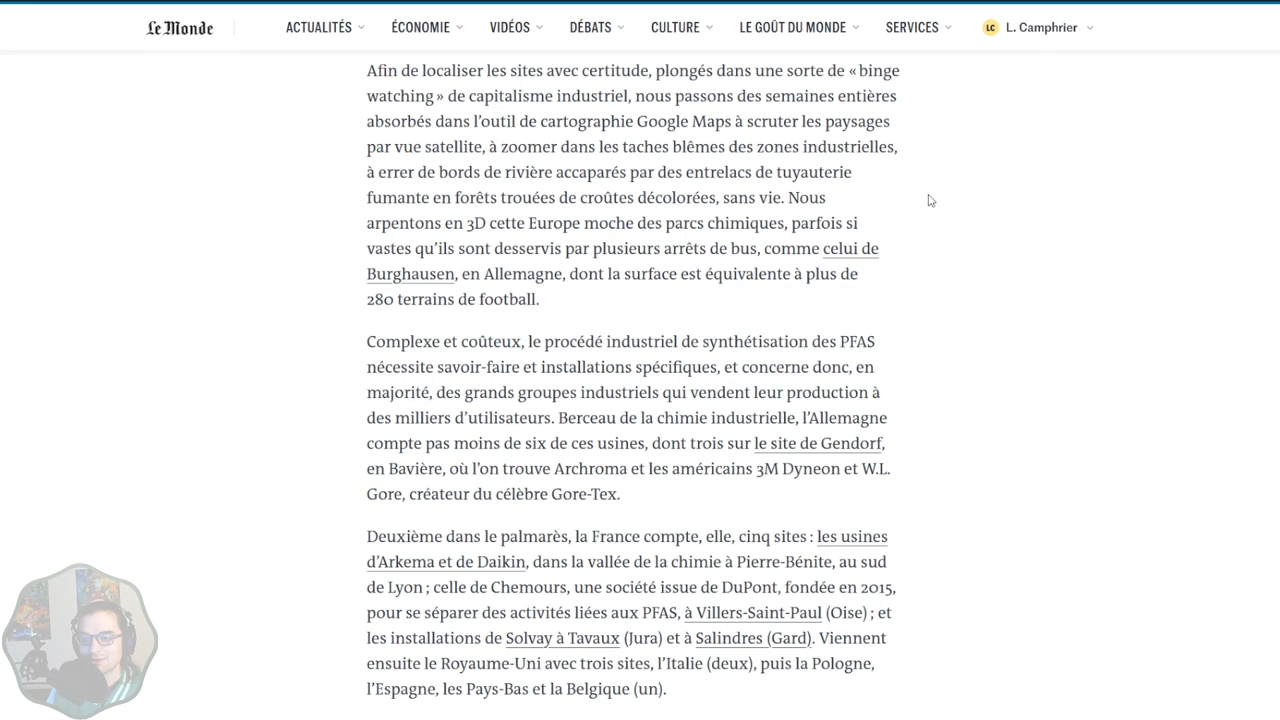 Le Monde
ACTUALITÉS ÉCONOMIE VIDÉOS DÉBATS CULTURE LE GOÛT DU MONDE SERVICES LC L. Camphrier
Afin de localiser les sites avec certitude, plongés dans une sorte de « binge
watching » de capitalisme industriel, nous passons des semaines entières
absorbés dans l’outil de cartographie Google Maps à scruter les paysages
par vue satellite, à zoomer dans les taches blêmes des zones industrielles,
à errer de bords de rivière accaparés par des entrelacs de tuyauterie
fumante en forêts trouées de croûtes décolorées, sans vie. Nous
arpentons en 3D cette Europe moche des parcs chimiques, parfois si
vastes qu’ils sont desservis par plusieurs arrêts de bus, comme celui de
Burghausen, en Allemagne, dont la surface est équivalente à plus de
280 terrains de football.
Complexe et coûteux, le procédé industriel de synthétisation des PFAS
nécessite savoir-faire et installations spécifiques, et concerne donc, en
majorité, des grands groupes industriels qui vendent leur production à
des milliers d’utilisateurs. Berceau de la chimie industrielle, l’Allemagne
compte pas moins de six de ces usines, dont trois sur le site de Gendorf,
en Bavière, où l’on trouve Archroma et les américains 3M Dyneon et W.L.
Gore, créateur du célèbre Gore-Tex.
Deuxième dans le palmarès, la France compte, elle, cinq sites : les usines
d’Arkema et de Daikin, dans la vallée de la chimie à Pierre-Bénite, au sud
de Lyon ; celle de Chemours, une société issue de DuPont, fondée en 2015,
pour se séparer des activités liées aux PFAS, à Villers-Saint-Paul (Oise) ; et
les installations de Solvay à Tavaux (Jura) et à Salindres (Gard). Viennent
ensuite le Royaume-Uni avec trois sites, l’Italie (deux), puis la Pologne,
l’Espagne, les Pays-Bas et la Belgique (un).